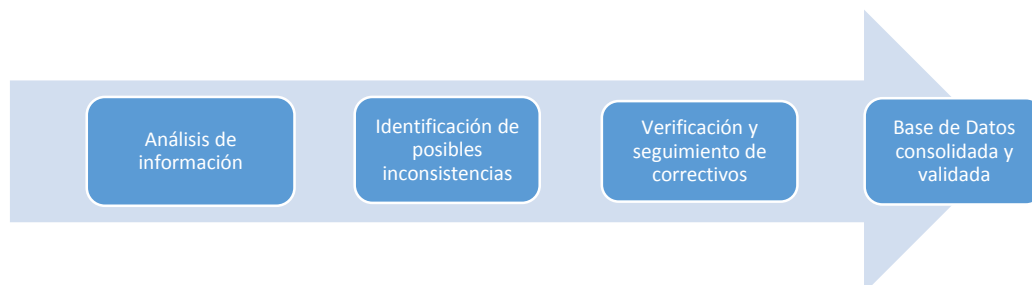 Análisis de
información
Identificación de
posibles
inconsistencias
Verificación y
seguimiento de
correctivos
Base de Datos
consolidada y
validada